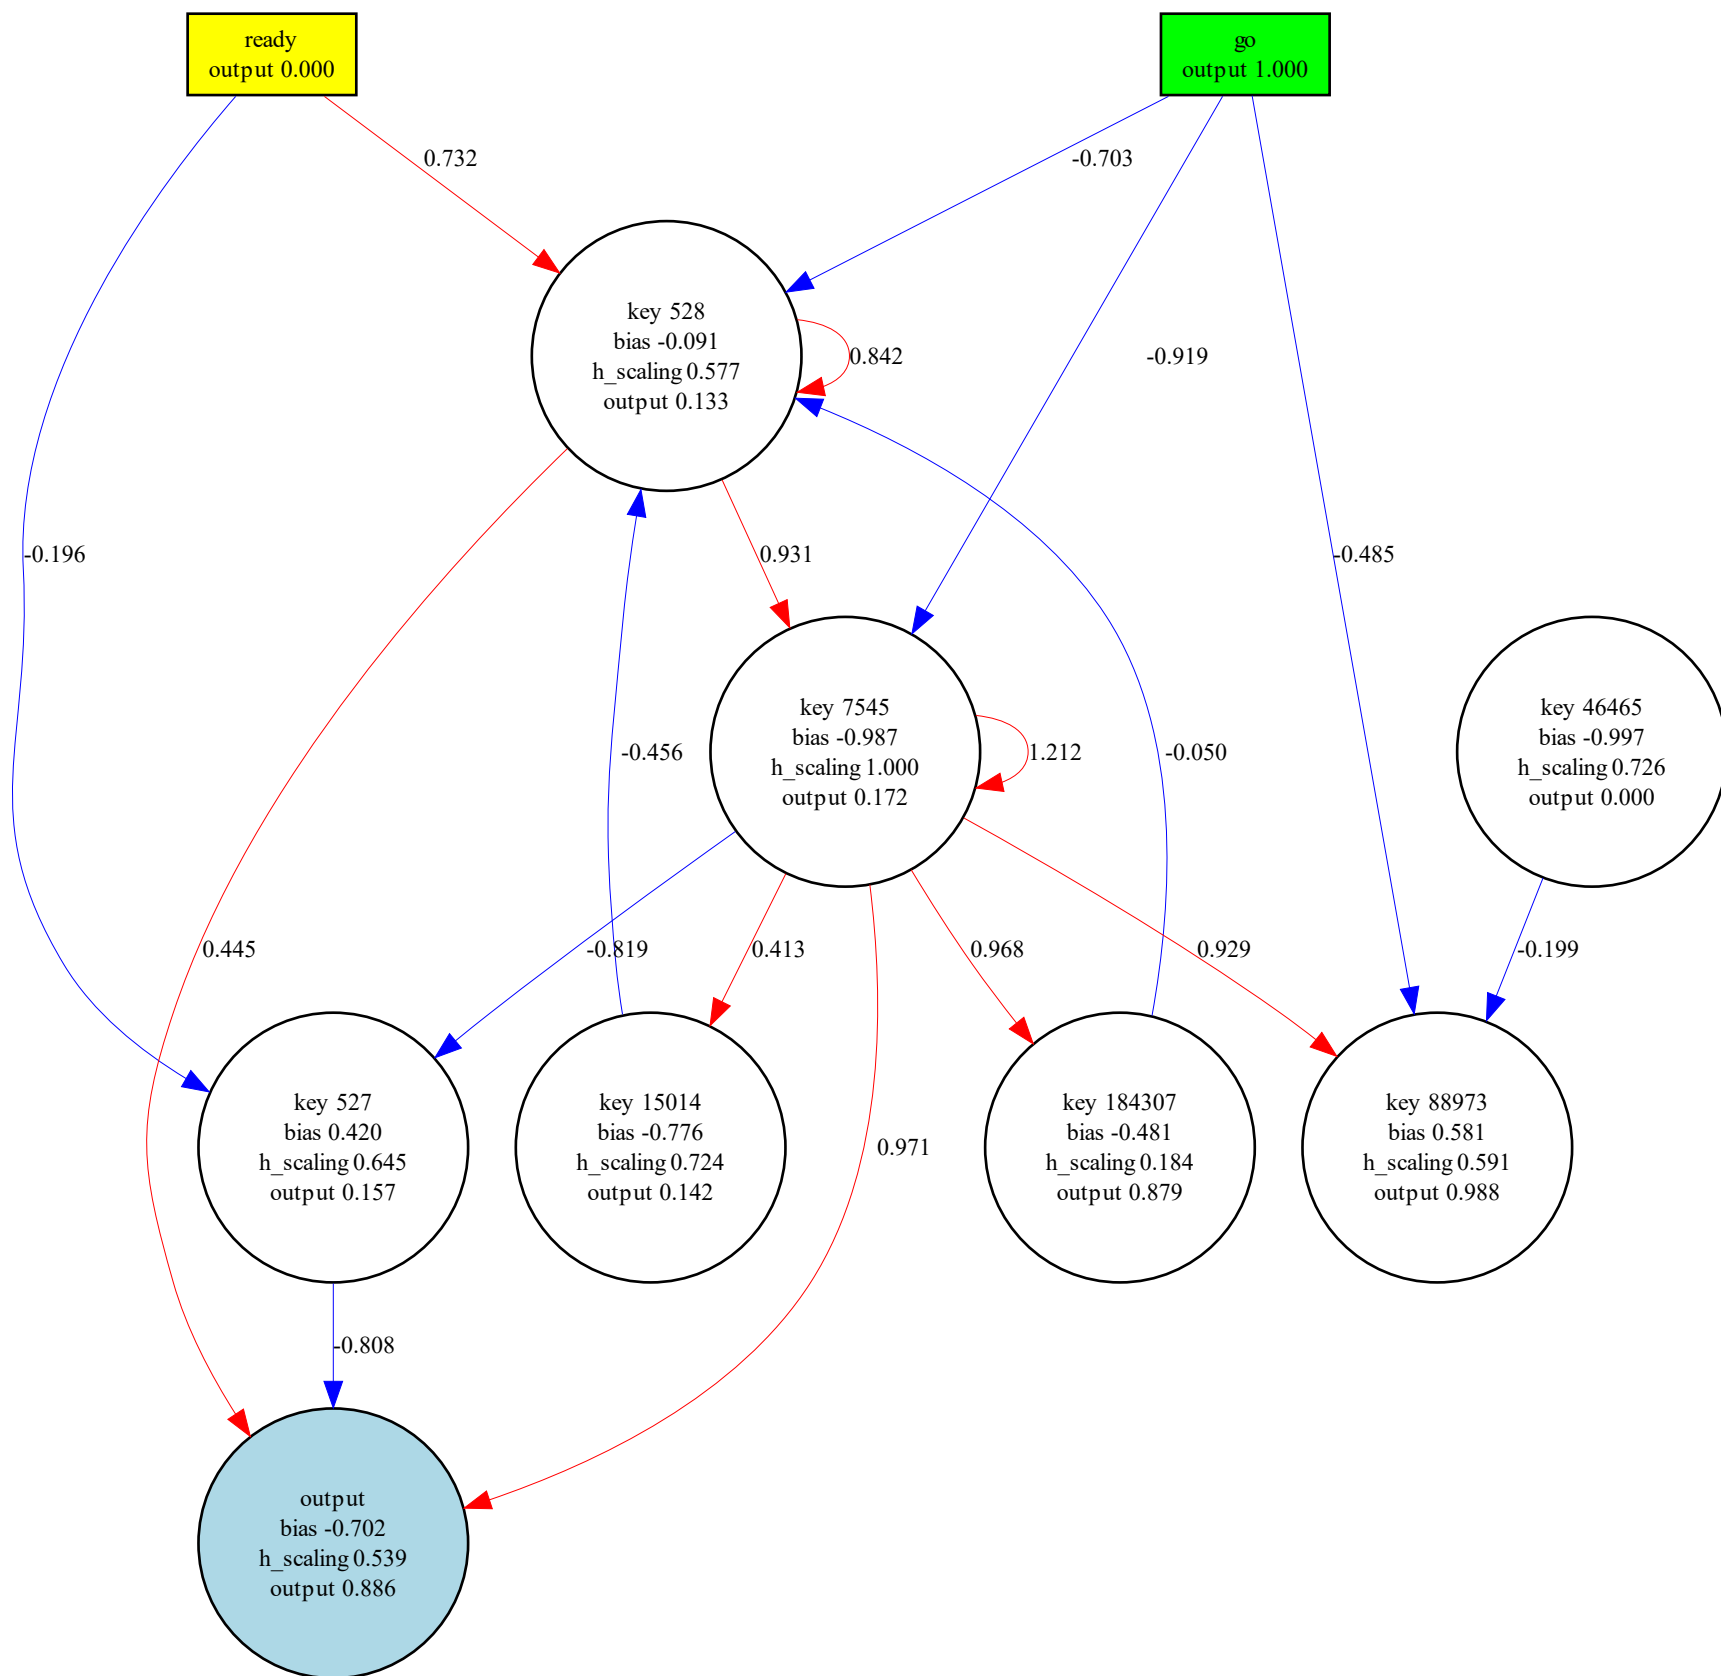 ready
output 0.000
go
output 1.000
0.732
-0.703
key 528
bias -0.091
h_scaling 0.577
output 0.133
0.842
-0.919
-0.196
0.931
-0.485
key 7545
bias -0.987
h_scaling 1.000
output 0.172
-0.456
1.212
-0.050
key 46465
bias -0.997
h_scaling 0.726
output 0.000
0.445
-0.819
0.413
0.968
0.929
-0.199
key 527
bias 0.420
h_scaling 0.645
output 0.157
key 15014
bias -0.776
h_scaling 0.724
output 0.142
0.971
key 184307
bias -0.481
h_scaling 0.184
output 0.879
key 88973
bias 0.581
h_scaling 0.591
output 0.988
-0.808
output
bias -0.702
h_scaling 0.539
output 0.886